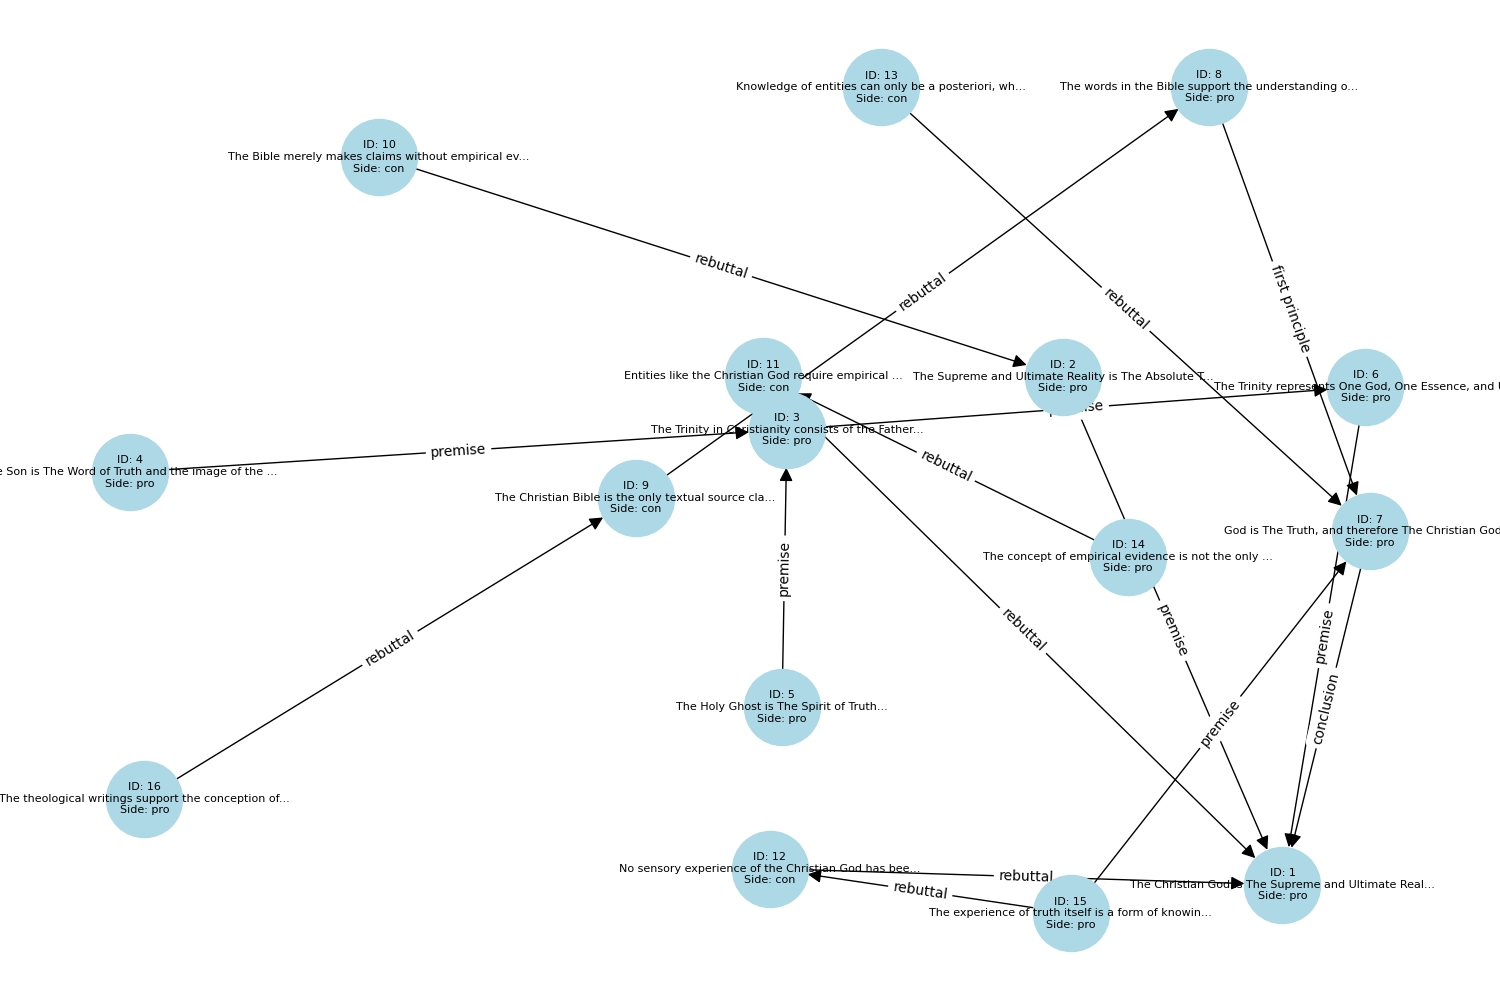 ID: 13
Knowledge of entities can only be a posteriori, wh...
Side: con
ID: 8
The words in the Bible support the understanding o...
Side: pro
ID: 10
The Bible merely makes claims without empirical ev...
Side: con
rebuttal
rebuttal
rebuttal
first principle
ID: 11
Entities like the Christian God require empirical ...
Side: con
ID: 2
The Supreme and Ultimate Reality is The Absolute T...
Side: pro
ID: 6
The Trinity represents One God, One Essence, and
Side: pro
ID: 3
The Trinity in Christianity consists of the Father...
Side: pro
premise
rebuttal
ID: 4
Son is The Word of Truth and the image of the ...
Side: pro
ID: 9
The Christian Bible is the only textual source cla...
Side: con
ID: 7
God is The Truth, and therefore The Christian God
Side: pro
ID: 14
The concept of empirical evidence is not the only ...
Side: pro
premise
rebuttal
premise
premise
rebuttal
conclusion
premise
ID: 5
The Holy Ghost is The Spirit of Truth...
Side: pro
ID: 16
The theological writings support the conception of...
Side: pro
ID: 12
No sensory experience of the Christian God has bee...
Side: con
rebuttal
rebuttal
ID: 1
The Christian God is The Supreme and Ultimate Real...
Side: pro
ID: 15
The experience of truth itself is a form of knowin...
Side: pro